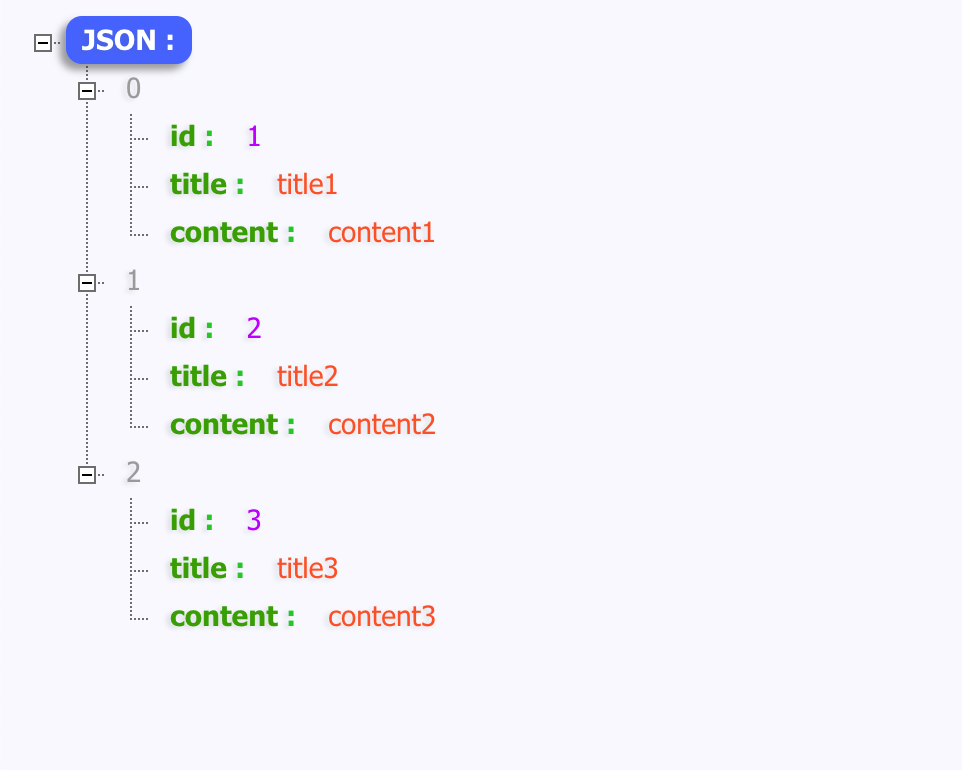 JSON :
0
id : 1
title : title1
content : content1
1
id : 2
title : title2
content : content2
2
id : 3
title : title3
content : content3